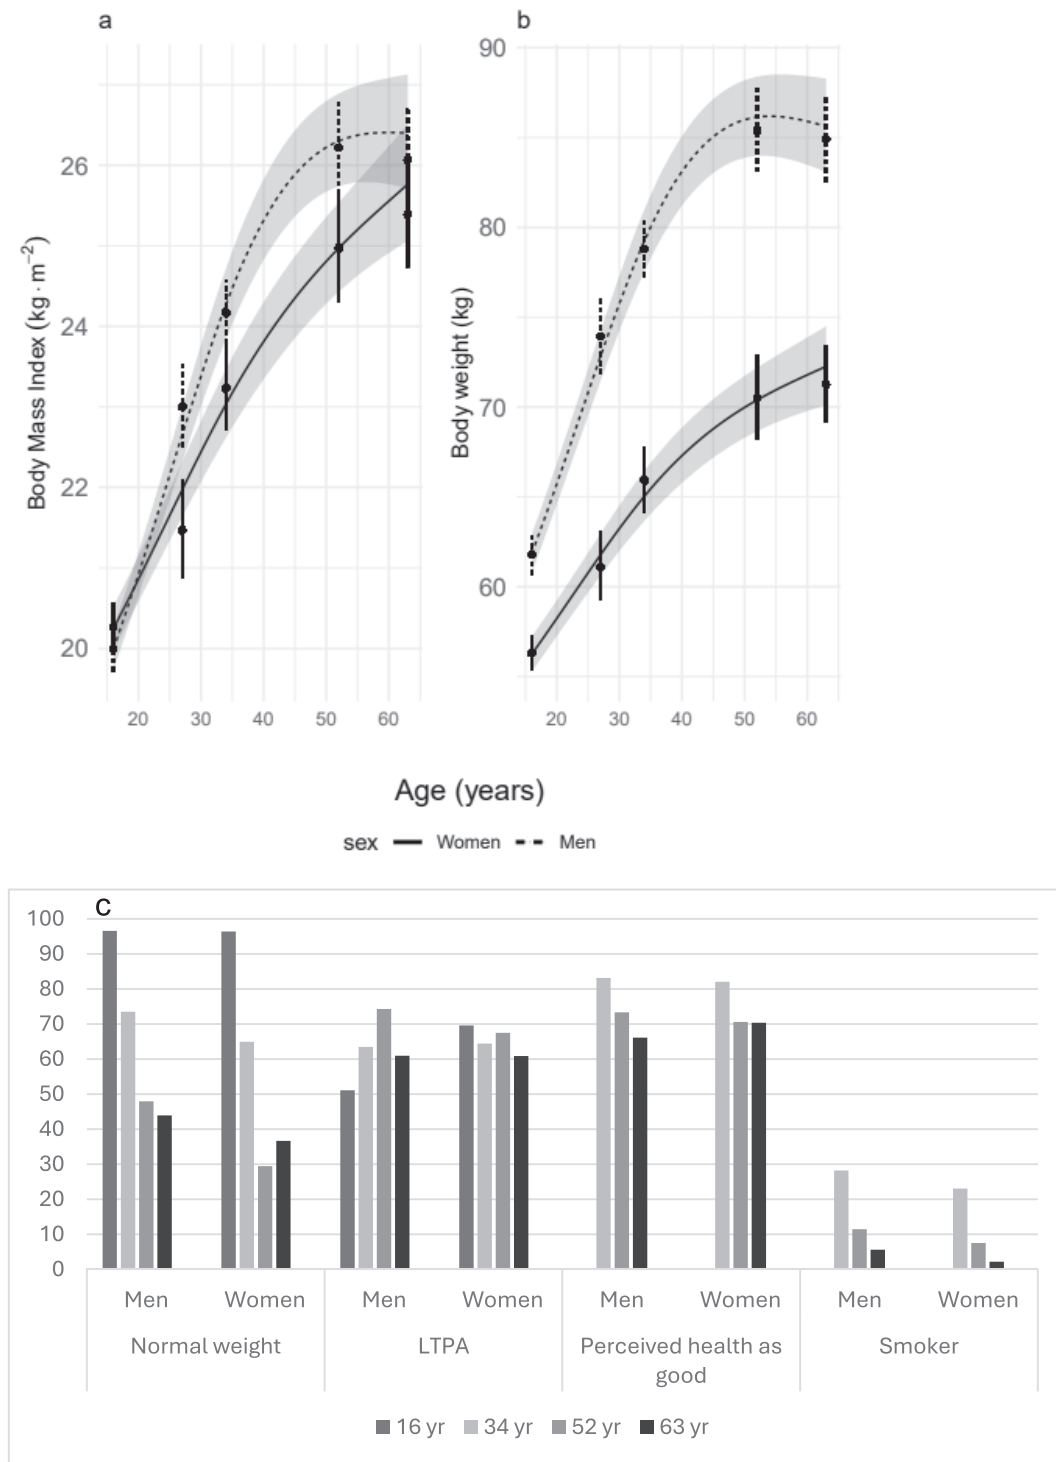 a
b
Body Mass Index (kg · m⁻²)
26
24
22
20
20 30 40 50 60
Body weight (kg)
90
80
70
60
20 30 40 50 60
Age (years)
sex Women Men
c
100
90
80
70
60
50
40
30
20
10
0
Men Women Men Women Men Women Men Women
Normal weight LTPA Perceived health as good Smoker
16 yr 34 yr 52 yr 63 yr